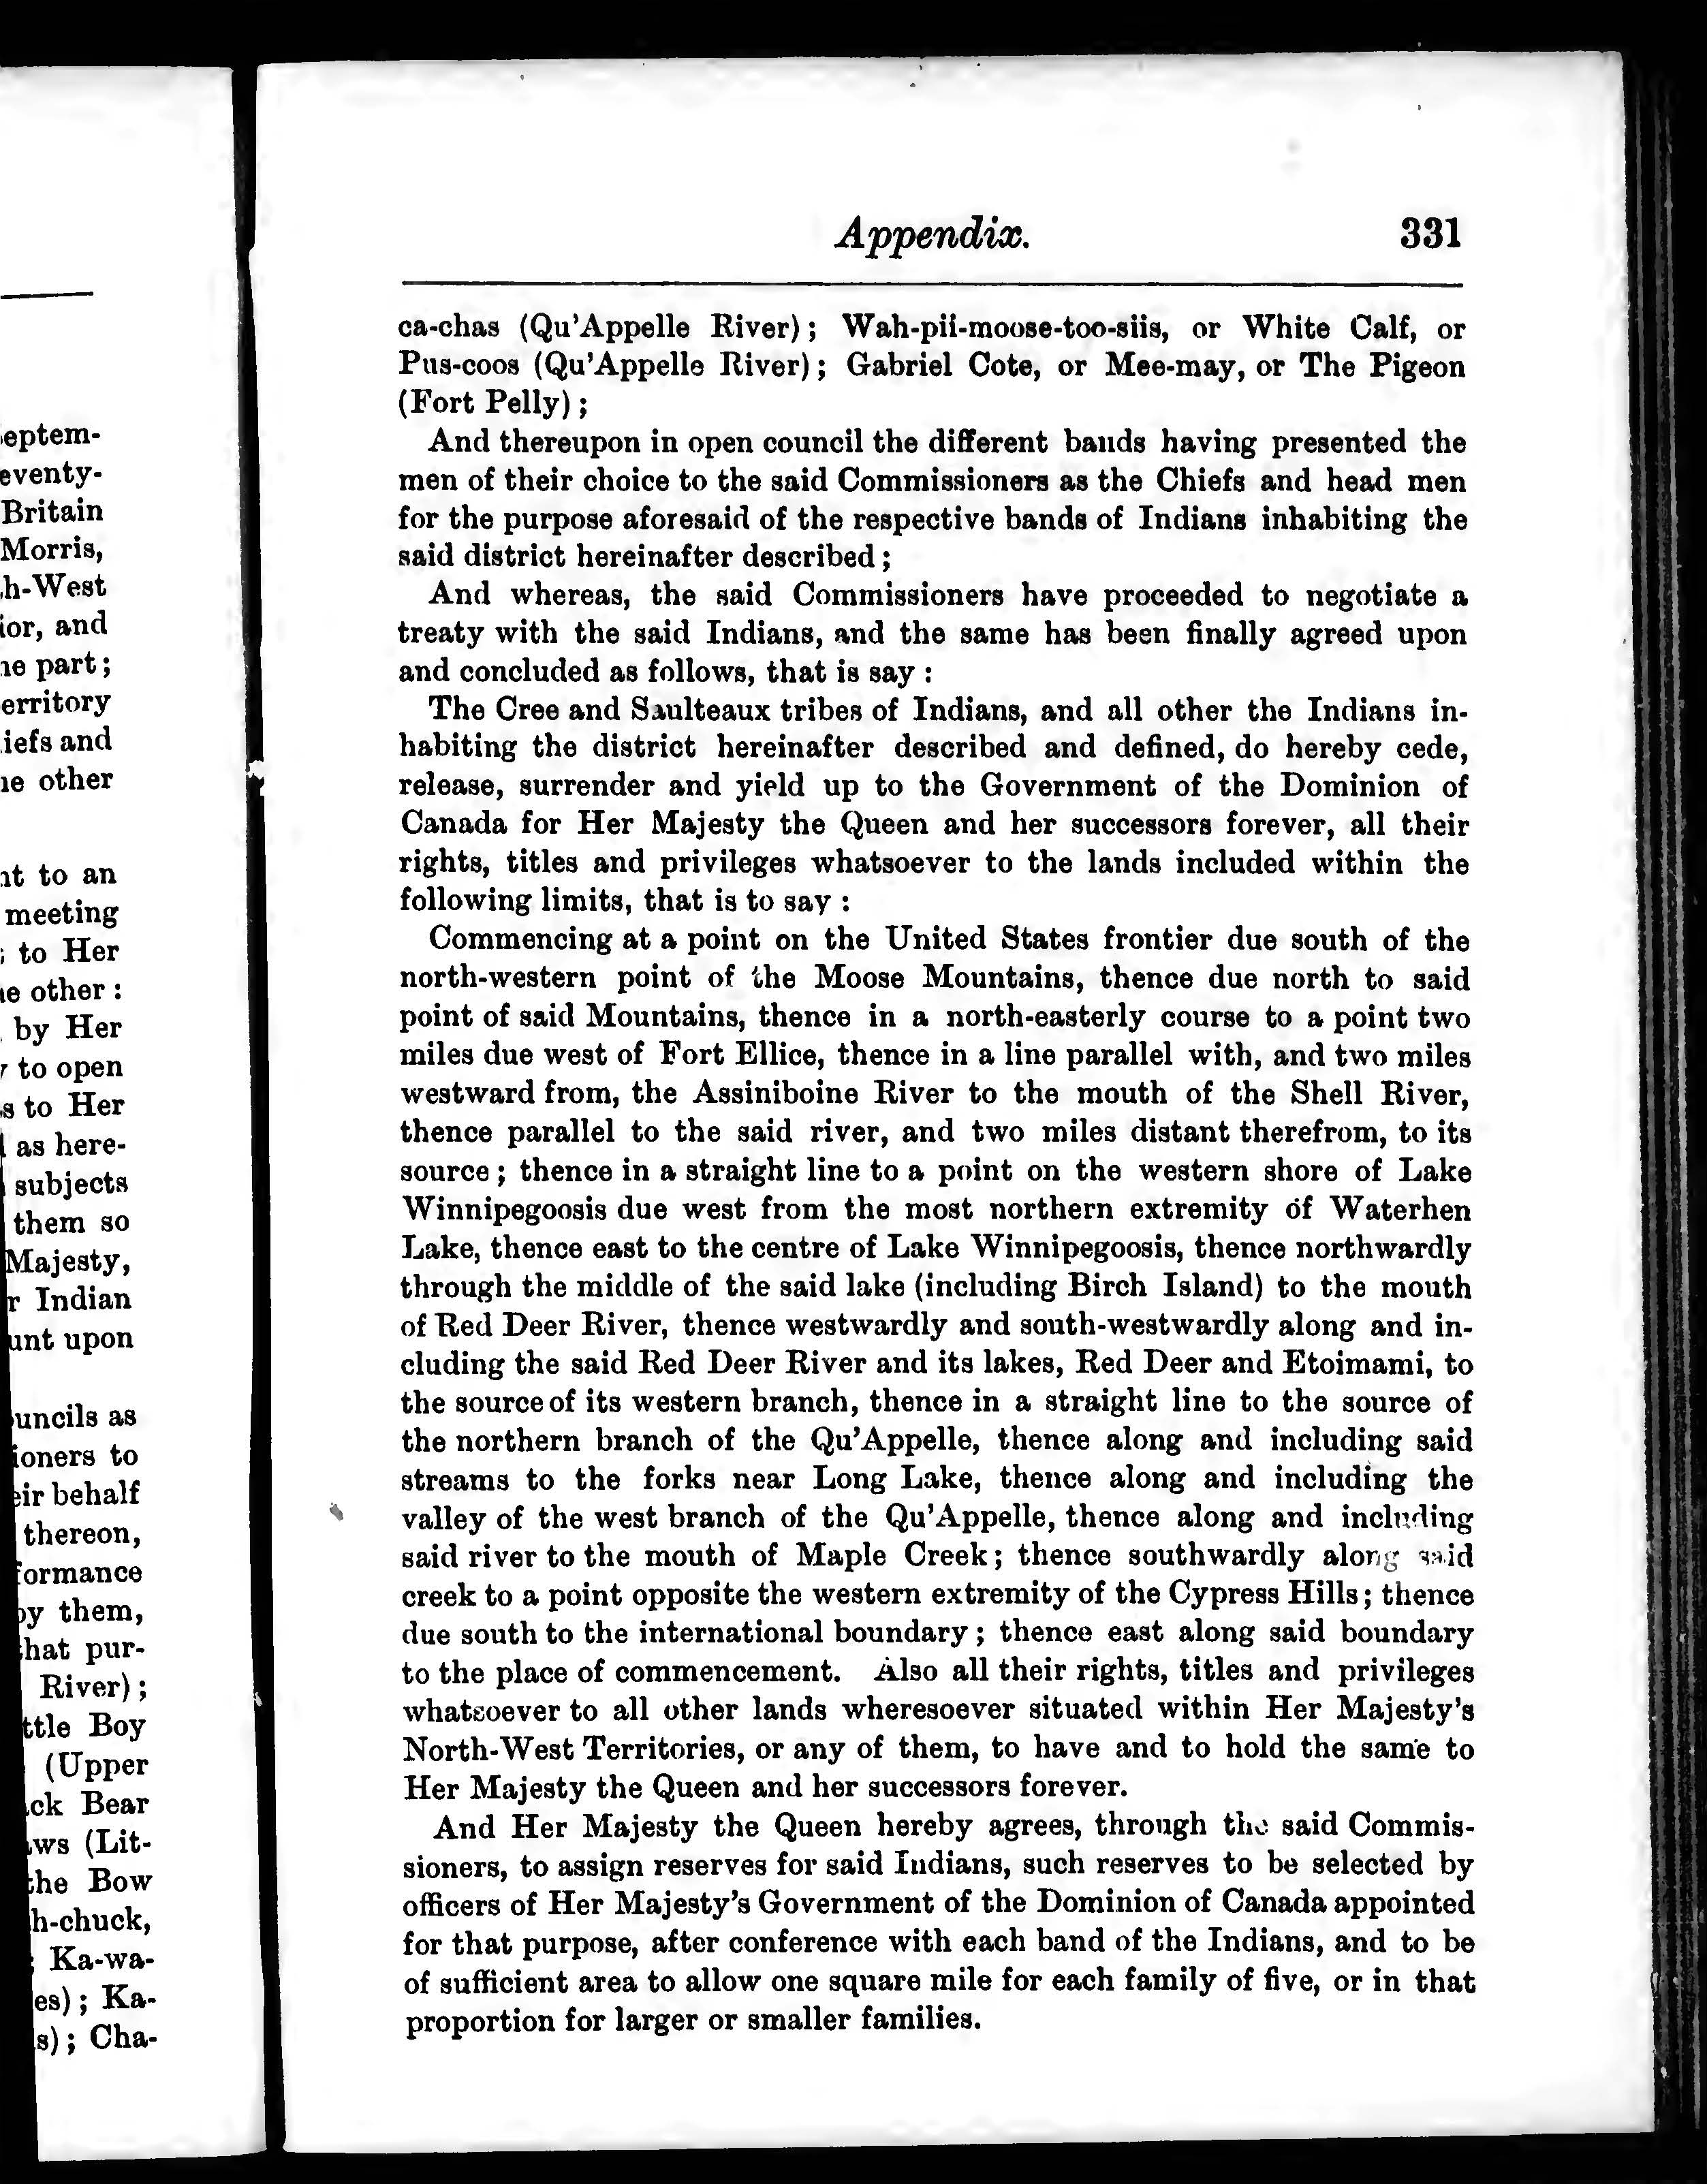 eptem-
eventy-
Britain
Morris,
h-West
ior, and
ne part;
erritory
iefs and
ne other
nt to an
meeting
to Her
e other:
by Her
to open
s to Her
as here-
subjects
them so
Majesty,
r Indian
unt upon
uncils as
ioners to
eir behalf
thereon,
formance
by them,
that pur-
River);
ttle Boy
(Upper
ck Bear
ws (Lit-
the Bow
h-chuck,
; Ka-wa-
es); Ka-
s); Cha-
Appendix. 331
ca-chas (Qu'Appelle River); Wah-pii-moose-too-siis, or White Calf, or
Pus-coos (Qu'Appelle River); Gabriel Cote, or Mee-may, or The Pigeon
(Fort Pelly);
And thereupon in open council the different bands having presented the
men of their choice to the said Commissioners as the Chiefs and head men
for the purpose aforesaid of the respective bands of Indians inhabiting the
said district hereinafter described;
And whereas, the said Commissioners have proceeded to negotiate a
treaty with the said Indians, and the same has been finally agreed upon
and concluded as follows, that is say:
The Cree and Saulteaux tribes of Indians, and all other the Indians in-
habiting the district hereinafter described and defined, do hereby cede,
release, surrender and yield up to the Government of the Dominion of
Canada for Her Majesty the Queen and her successors forever, all their
rights, titles and privileges whatsoever to the lands included within the
following limits, that is to say:
Commencing at a point on the United States frontier due south of the
north-western point of the Moose Mountains, thence due north to said
point of said Mountains, thence in a north-easterly course to a point two
miles due west of Fort Ellice, thence in a line parallel with, and two miles
westward from, the Assiniboine River to the mouth of the Shell River,
thence parallel to the said river, and two miles distant therefrom, to its
source; thence in a straight line to a point on the western shore of Lake
Winnipegoosis due west from the most northern extremity of Waterhen
Lake, thence east to the centre of Lake Winnipegoosis, thence northwardly
through the middle of the said lake (including Birch Island) to the mouth
of Red Deer River, thence westwardly and south-westwardly along and in-
cluding the said Red Deer River and its lakes, Red Deer and Etoimami, to
the source of its western branch, thence in a straight line to the source of
the northern branch of the Qu'Appelle, thence along and including said
streams to the forks near Long Lake, thence along and including the
valley of the west branch of the Qu'Appelle, thence along and including
said river to the mouth of Maple Creek; thence southwardly along said
creek to a point opposite the western extremity of the Cypress Hills; thence
due south to the international boundary; thence east along said boundary
to the place of commencement. Also all their rights, titles and privileges
whatsoever to all other lands wheresoever situated within Her Majesty's
North-West Territories, or any of them, to have and to hold the same to
Her Majesty the Queen and her successors forever.
And Her Majesty the Queen hereby agrees, through the said Commis-
sioners, to assign reserves for said Indians, such reserves to be selected by
officers of Her Majesty's Government of the Dominion of Canada appointed
for that purpose, after conference with each band of the Indians, and to be
of sufficient area to allow one square mile for each family of five, or in that
proportion for larger or smaller families.